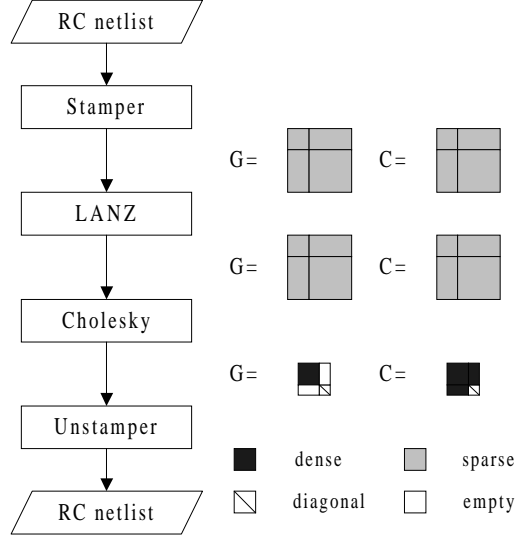 RC netlist
Stamper
G= C=
LANZ
G= C=
Cholesky
G= C=
Unstamper
dense sparse
diagonal empty
RC netlist